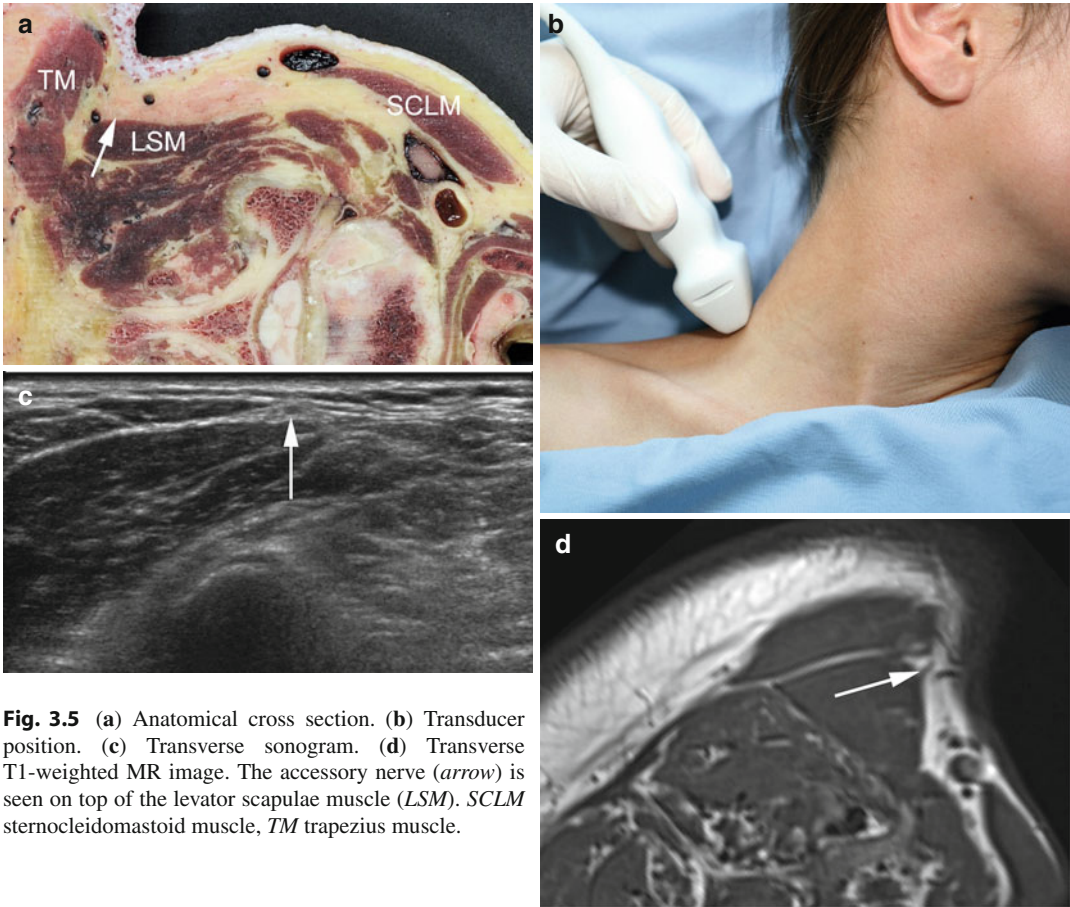 a
TM
SCLM
LSM
b
c
d
Fig. 3.5 (a) Anatomical cross section. (b) Transducer
position. (c) Transverse sonogram. (d) Transverse
T1-weighted MR image. The accessory nerve (arrow) is
seen on top of the levator scapulae muscle (LSM). SCLM
sternocleidomastoid muscle, TM trapezius muscle.